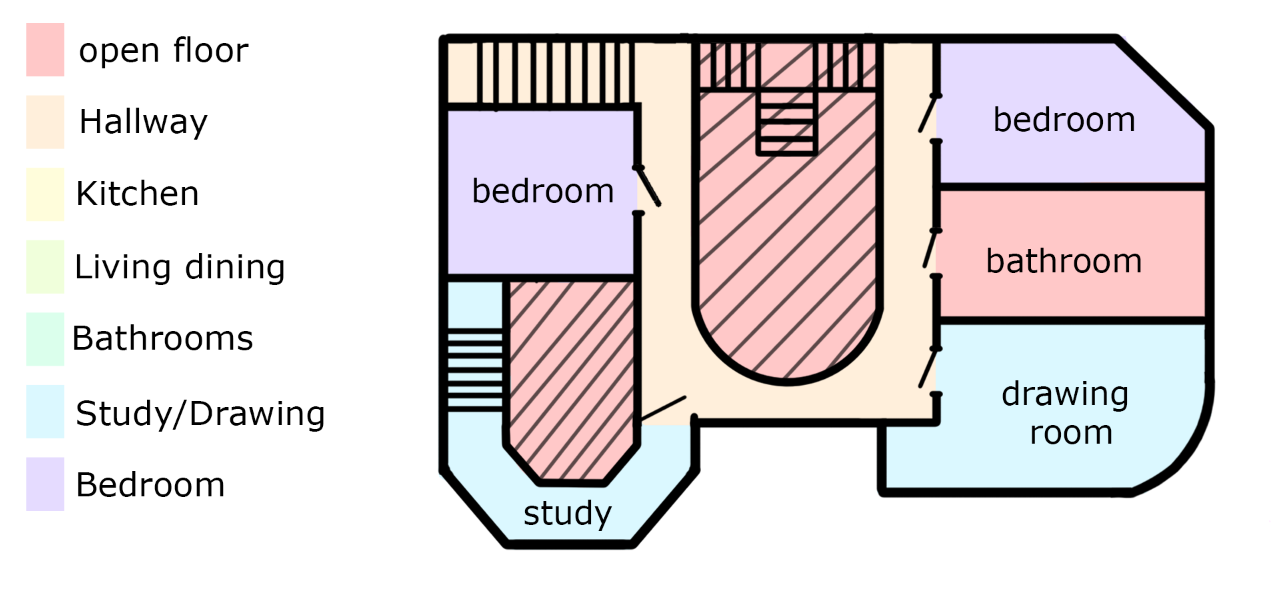 open floor
Hallway
Kitchen
Living dining
Bathrooms
Study/Drawing
Bedroom
bedroom
study
bedroom
bathroom
drawing
room